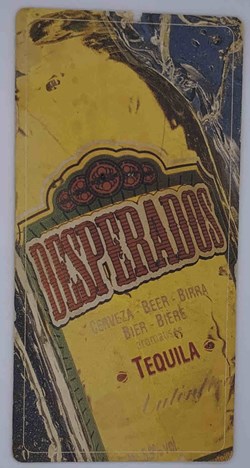 DESPERADOS
CERVEZA - BEER - BIRRA
BIER - BIERE
TEQUILA